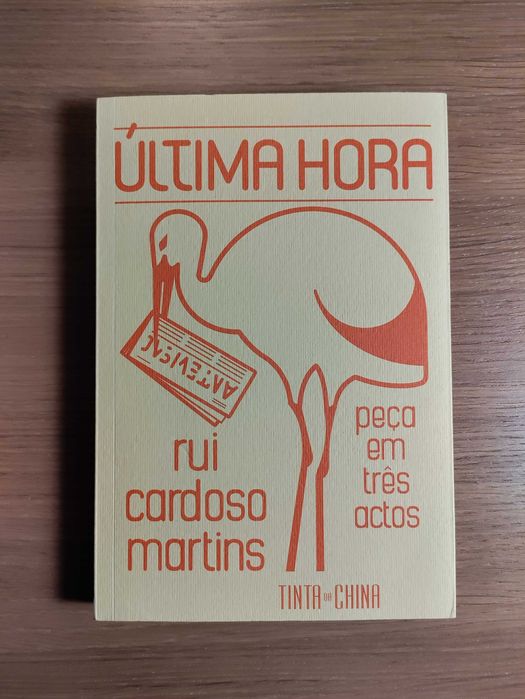 ÚLTIMA HORA
rui
cardoso
martins
peça
em
três
actos
TINTA DA CHINA